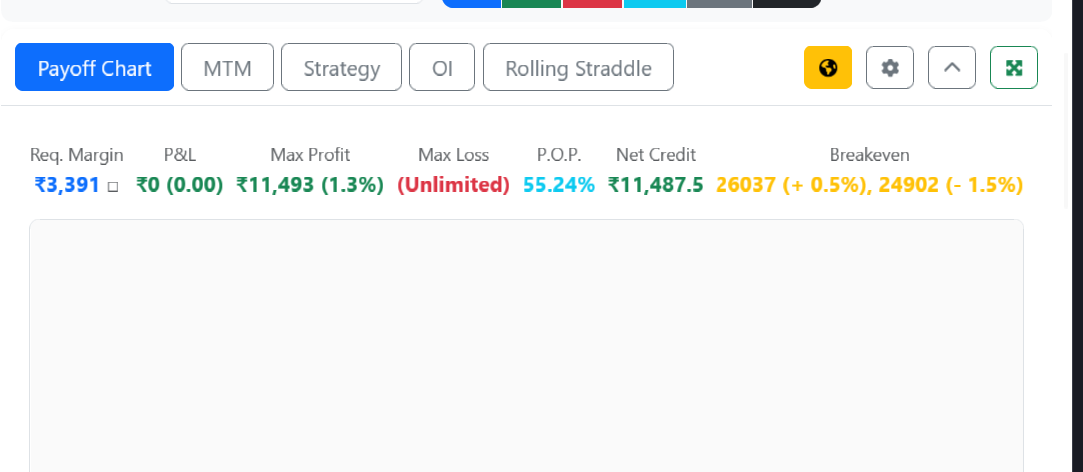 Payoff Chart MTM Strategy OI Rolling Straddle
Req. Margin P&L Max Profit Max Loss P.O.P. Net Credit Breakeven
₹3,391 □ ₹0 (0.00) ₹11,493 (1.3%) (Unlimited) 55.24% ₹11,487.5 26037 (+ 0.5%), 24902 (- 1.5%)